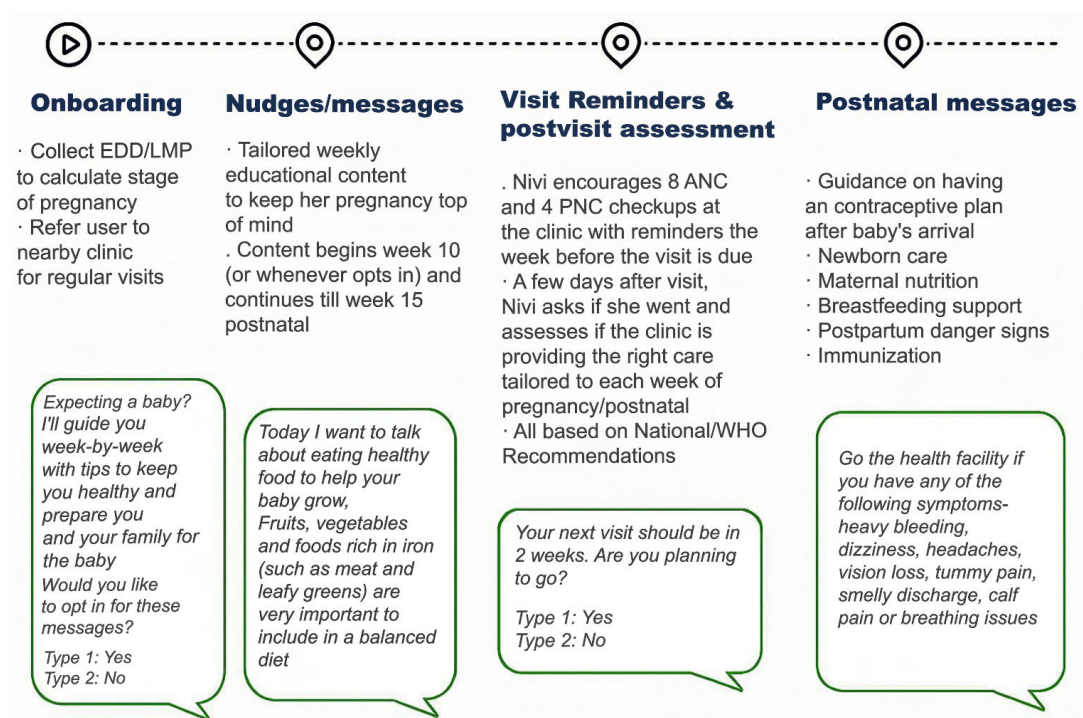 Onboarding
· Collect EDD/LMP
to calculate stage
of pregnancy
· Refer user to
nearby clinic
for regular visits
Expecting a baby?
I'll guide you
week-by-week
with tips to keep
you healthy and
prepare you
and your family for
the baby
Would you like
to opt in for these
messages?
Type 1: Yes
Type 2: No
Nudges/messages
· Tailored weekly
educational content
to keep her pregnancy top
of mind
. Content begins week 10
(or whenever opts in) and
continues till week 15
postnatal
Today I want to talk
about eating healthy
food to help your
baby grow,
Fruits, vegetables
and foods rich in iron
(such as meat and
leafy greens) are
very important to
include in a balanced
diet
Visit Reminders &
postvisit assessment
. Nivi encourages 8 ANC
and 4 PNC checkups at
the clinic with reminders the
week before the visit is due
· A few days after visit,
Nivi asks if she went and
assesses if the clinic is
providing the right care
tailored to each week of
pregnancy/postnatal
· All based on National/WHO
Recommendations
Your next visit should be in
2 weeks. Are you planning
to go?
Type 1: Yes
Type 2: No
Postnatal messages
· Guidance on having
an contraceptive plan
after baby's arrival
· Newborn care
· Maternal nutrition
· Breastfeeding support
· Postpartum danger signs
· Immunization
Go the health facility if
you have any of the
following symptoms-
heavy bleeding,
dizziness, headaches,
vision loss, tummy pain,
smelly discharge, calf
pain or breathing issues